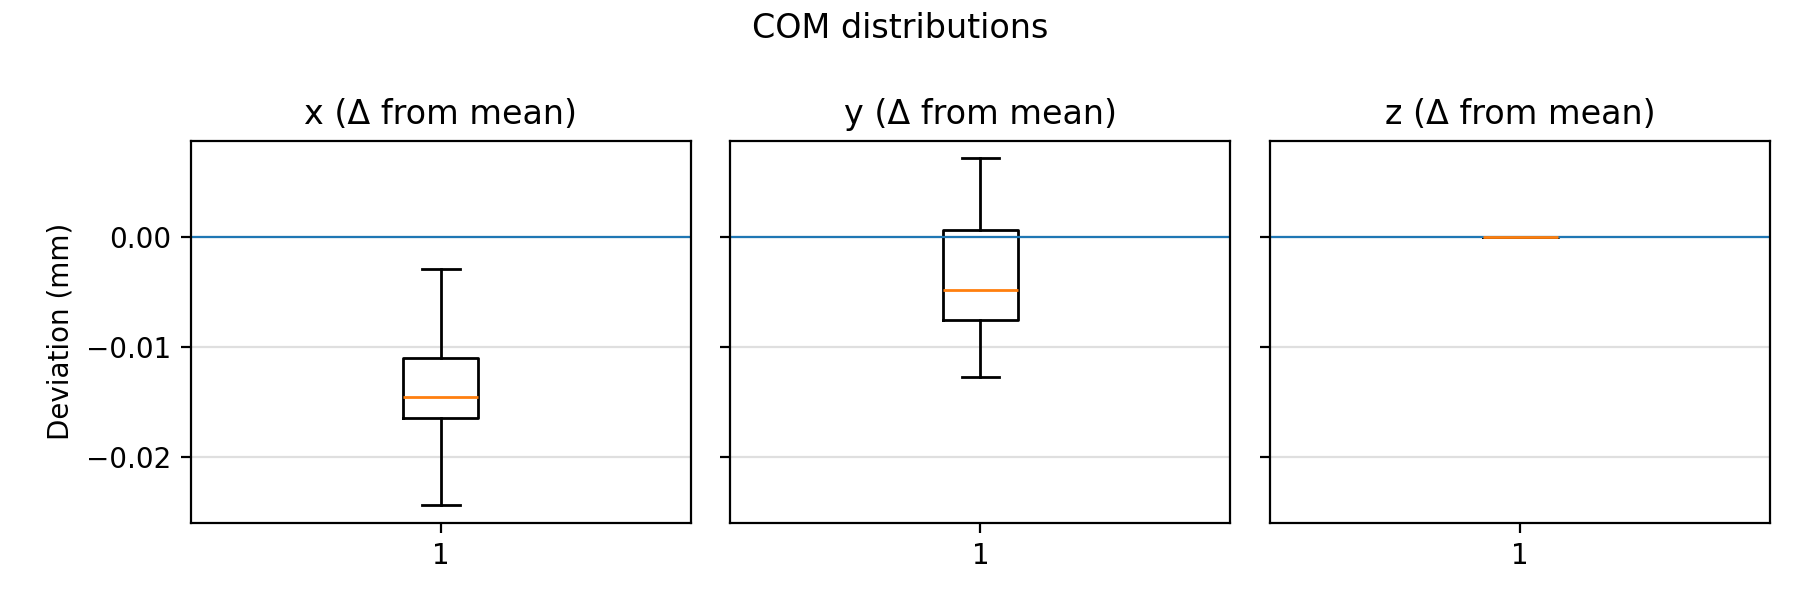 COM distributions
x (Δ from mean)
y (Δ from mean)
z (Δ from mean)
Deviation (mm)
0.00
−0.01
−0.02
1
1
1